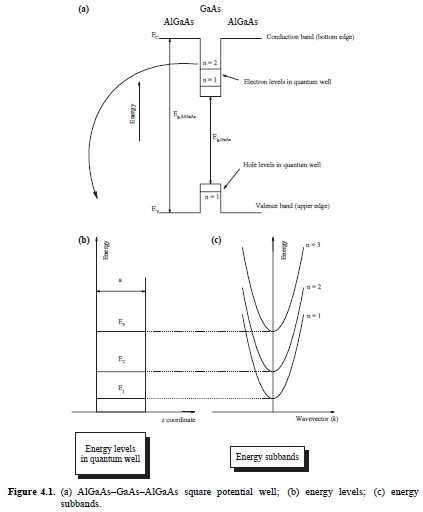 (a)
GaAs
AlGaAs
AlGaAs
E_C
Conduction band (bottom edge)
n = 2
n = 1
Electron levels in quantum well
Energy
E_g,AlGaAs
E_g,GaAs
Hole levels in quantum well
n = 1
E_V
Valence band (upper edge)
(b)
Energy
a
E_3
E_2
E_1
z coordinate
Energy levels
in quantum well
(c)
Energy
n = 3
n = 2
n = 1
Wavevector (k)
Energy subbands
Figure 4.1. (a) AlGaAs–GaAs–AlGaAs square potential well; (b) energy levels; (c) energy
subbands.